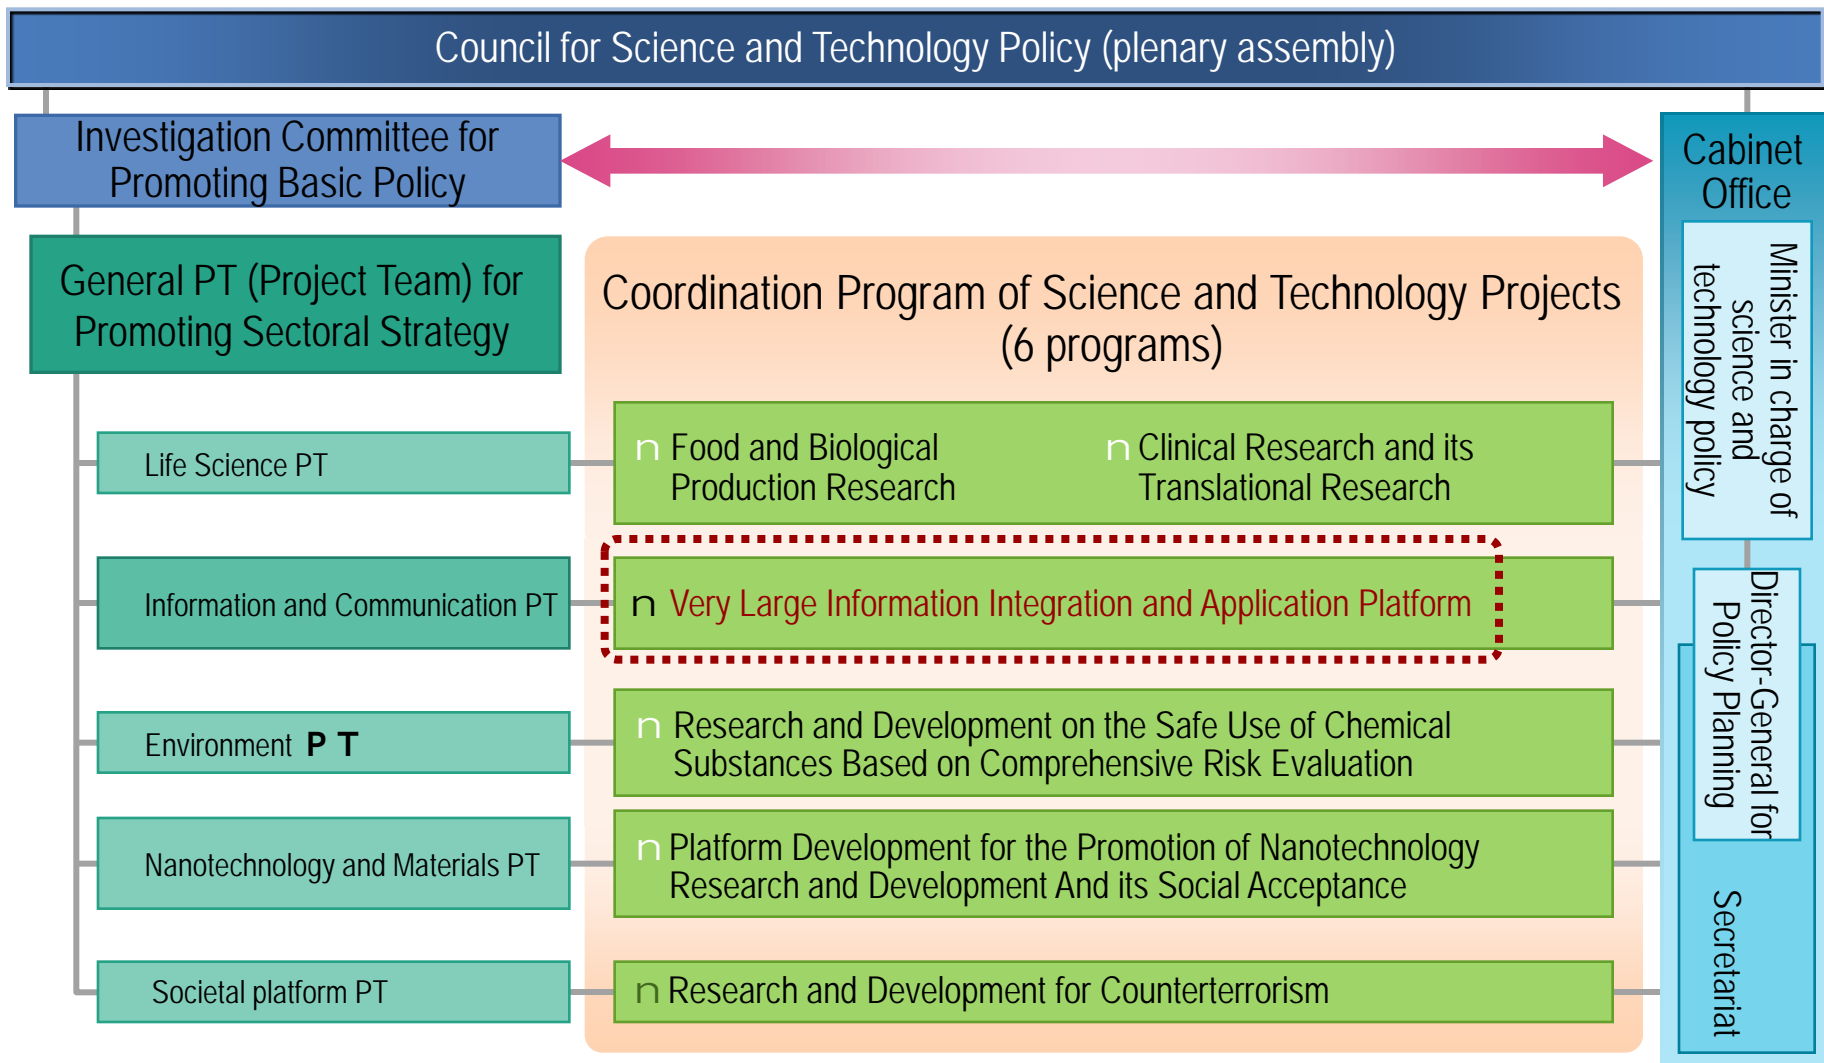 Council for Science and Technology Policy (plenary assembly)
Investigation Committee for
Promoting Basic Policy
Cabinet
Office
General PT (Project Team) for
Promoting Sectoral Strategy
Coordination Program of Science and Technology Projects
(6 programs)
Minister in charge of
science and
technology policy
Life Science PT
n Food and Biological
Production Research
n Clinical Research and its
Translational Research
Information and Communication PT
n Very Large Information Integration and Application Platform
Director-General for
Policy Planning
Environment P T
n Research and Development on the Safe Use of Chemical
Substances Based on Comprehensive Risk Evaluation
Nanotechnology and Materials PT
n Platform Development for the Promotion of Nanotechnology
Research and Development And its Social Acceptance
Secretariat
Societal platform PT
n Research and Development for Counterterrorism